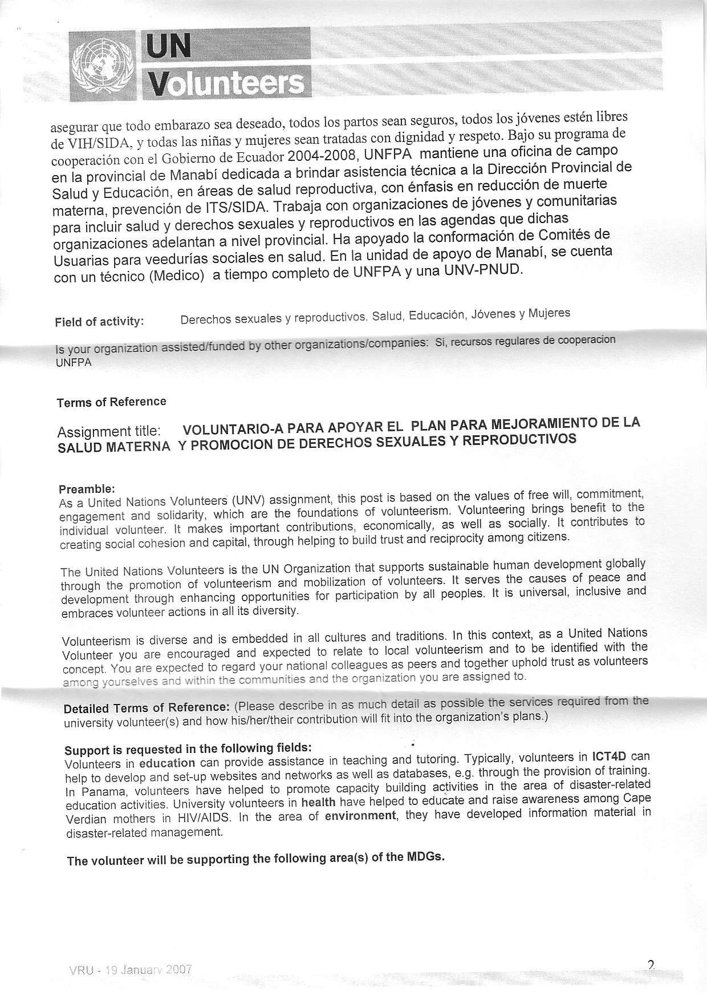 UN
Volunteers
asegurar que todo embarazo sea deseado, todos los partos sean seguros, todos los jóvenes estén libres
de VIH/SIDA, y todas las niñas y mujeres sean tratadas con dignidad y respeto. Bajo su programa de
cooperación con el Gobierno de Ecuador 2004-2008, UNFPA mantiene una oficina de campo
en la provincial de Manabí dedicada a brindar asistencia técnica a la Dirección Provincial de
Salud y Educación, en áreas de salud reproductiva, con énfasis en reducción de muerte
materna, prevención de ITS/SIDA. Trabaja con organizaciones de jóvenes y comunitarias
para incluir salud y derechos sexuales y reproductivos en las agendas que dichas
organizaciones adelantan a nivel provincial. Ha apoyado la conformación de Comités de
Usuarias para veedurías sociales en salud. En la unidad de apoyo de Manabí, se cuenta
con un técnico (Medico) a tiempo completo de UNFPA y una UNV-PNUD.
Field of activity: Derechos sexuales y reproductivos. Salud, Educación, Jóvenes y Mujeres
Is your organization assisted/funded by other organizations/companies: Si, recursos regulares de cooperacion
UNFPA
Terms of Reference
Assignment title: VOLUNTARIO-A PARA APOYAR EL PLAN PARA MEJORAMIENTO DE LA
SALUD MATERNA Y PROMOCION DE DERECHOS SEXUALES Y REPRODUCTIVOS
Preamble:
As a United Nations Volunteers (UNV) assignment, this post is based on the values of free will, commitment,
engagement and solidarity, which are the foundations of volunteerism. Volunteering brings benefit to the
individual volunteer. It makes important contributions, economically, as well as socially. It contributes to
creating social cohesion and capital, through helping to build trust and reciprocity among citizens.
The United Nations Volunteers is the UN Organization that supports sustainable human development globally
through the promotion of volunteerism and mobilization of volunteers. It serves the causes of peace and
development through enhancing opportunities for participation by all peoples. It is universal, inclusive and
embraces volunteer actions in all its diversity.
Volunteerism is diverse and is embedded in all cultures and traditions. In this context, as a United Nations
Volunteer you are encouraged and expected to relate to local volunteerism and to be identified with the
concept. You are expected to regard your national colleagues as peers and together uphold trust as volunteers
among yourselves and within the communities and the organization you are assigned to.
Detailed Terms of Reference: (Please describe in as much detail as possible the services required from the
university volunteer(s) and how his/her/their contribution will fit into the organization's plans.)
Support is requested in the following fields:
Volunteers in education can provide assistance in teaching and tutoring. Typically, volunteers in ICT4D can
help to develop and set-up websites and networks as well as databases, e.g. through the provision of training.
In Panama, volunteers have helped to promote capacity building activities in the area of disaster-related
education activities. University volunteers in health have helped to educate and raise awareness among Cape
Verdian mothers in HIV/AIDS. In the area of environment, they have developed information material in
disaster-related management.
The volunteer will be supporting the following area(s) of the MDGs.
VRU - 19 January 2007
2